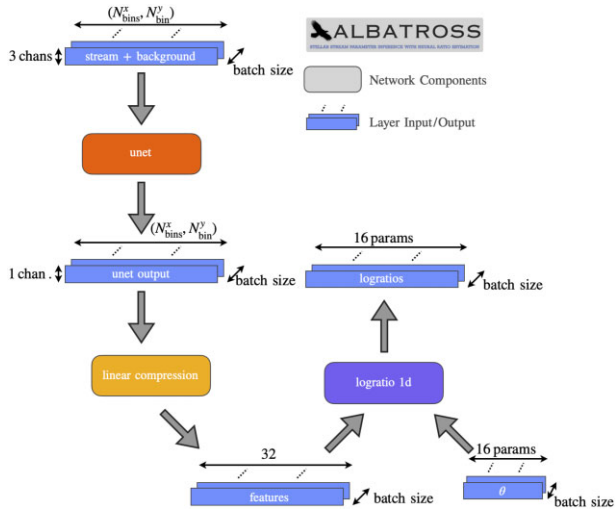 (N^x_bins, N^y_bin)
ALBATROSS
STELLAR STREAM PARAMETER INFERENCE WITH NEURAL RATIO ESTIMATION
3 chans
stream + background
batch size
Network Components
Layer Input/Output
unet
(N^x_bins, N^y_bin)
16 params
1 chan .
unet output
batch size
logratios
batch size
linear compression
logratio 1d
32
16 params
features
batch size
θ
batch size